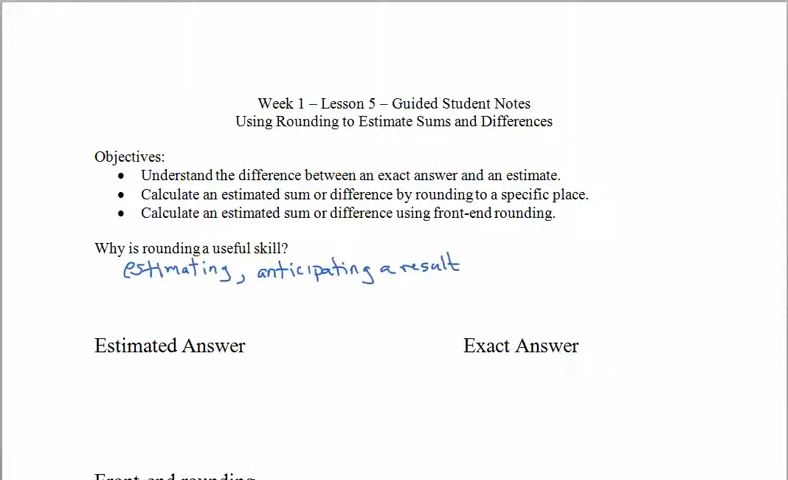 Week 1 – Lesson 5 – Guided Student Notes
Using Rounding to Estimate Sums and Differences
Objectives:
• Understand the difference between an exact answer and an estimate.
• Calculate an estimated sum or difference by rounding to a specific place.
• Calculate an estimated sum or difference using front-end rounding.
Why is rounding a useful skill?
estimating, anticipating a result
Estimated Answer
Exact Answer
Front-end rounding